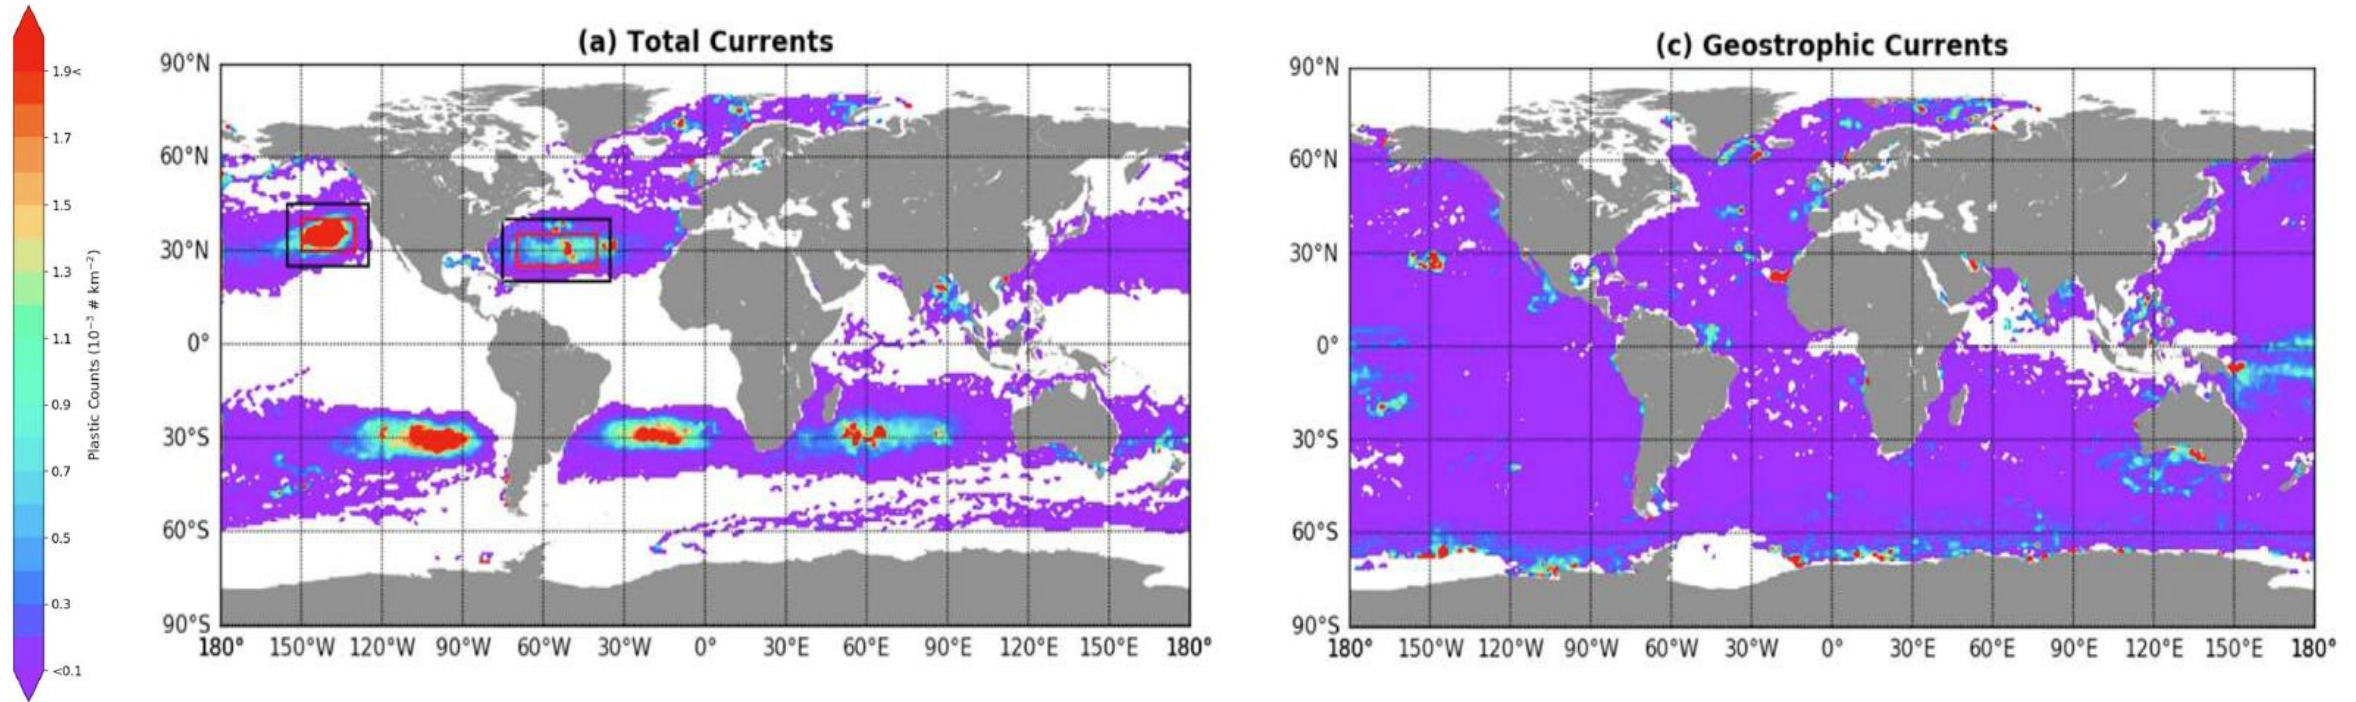 (a) Total Currents
90°N
60°N
30°N
0°
30°S
60°S
90°S
180° 150°W 120°W 90°W 60°W 30°W 0° 30°E 60°E 90°E 120°E 150°E 180°
1.9<
1.7
1.5
1.3
1.1
0.9
0.7
0.5
0.3
<0.1
Plastic Counts (10⁻³ # km⁻²)
(c) Geostrophic Currents
90°N
60°N
30°N
0°
30°S
60°S
90°S
180° 150°W 120°W 90°W 60°W 30°W 0° 30°E 60°E 90°E 120°E 150°E 180°